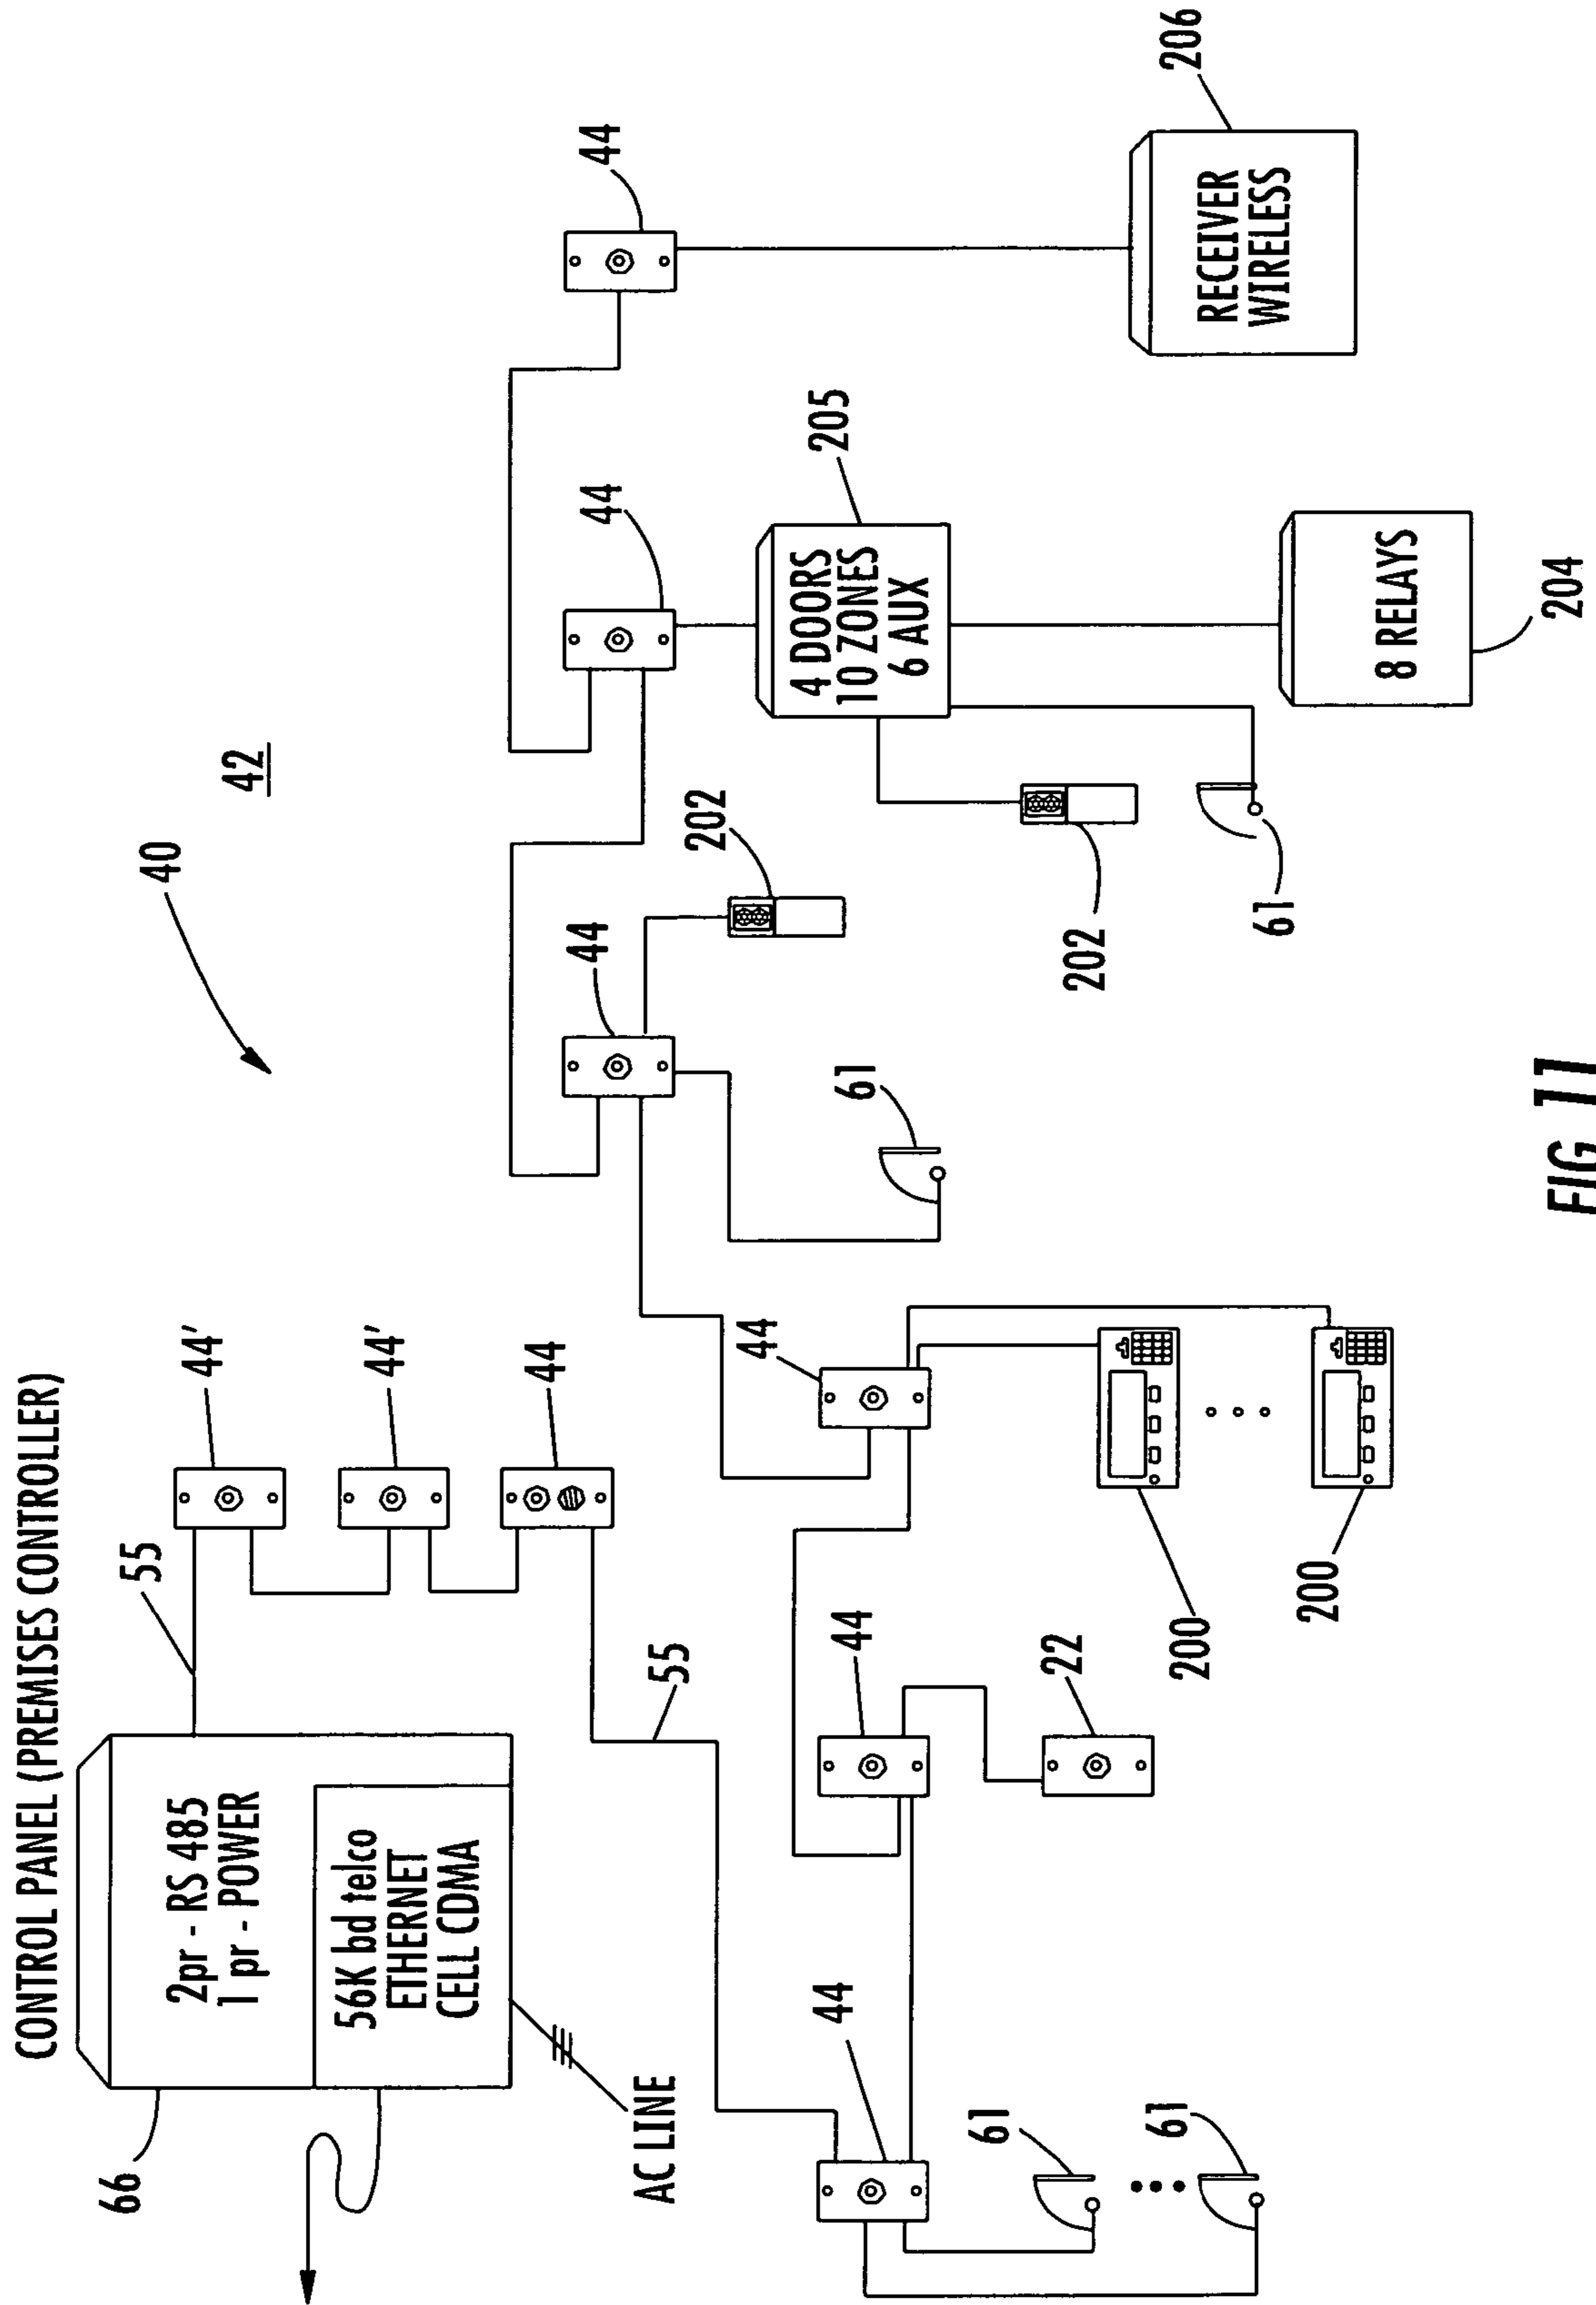 CONTROL PANEL (PREMISES CONTROLLER)
66
2pr - RS 485
1 pr - POWER
56K bd telco
ETHERNET
CELL CDMA
AC LINE
55
44'
44'
44
55
40
42
44
44
44
202
44
205
4 DOORS
10 ZONES
6 AUX
44
44
61
61
61
22
202
61
206
RECEIVER
WIRELESS
200
200
8 RELAYS
204
FIG. 11